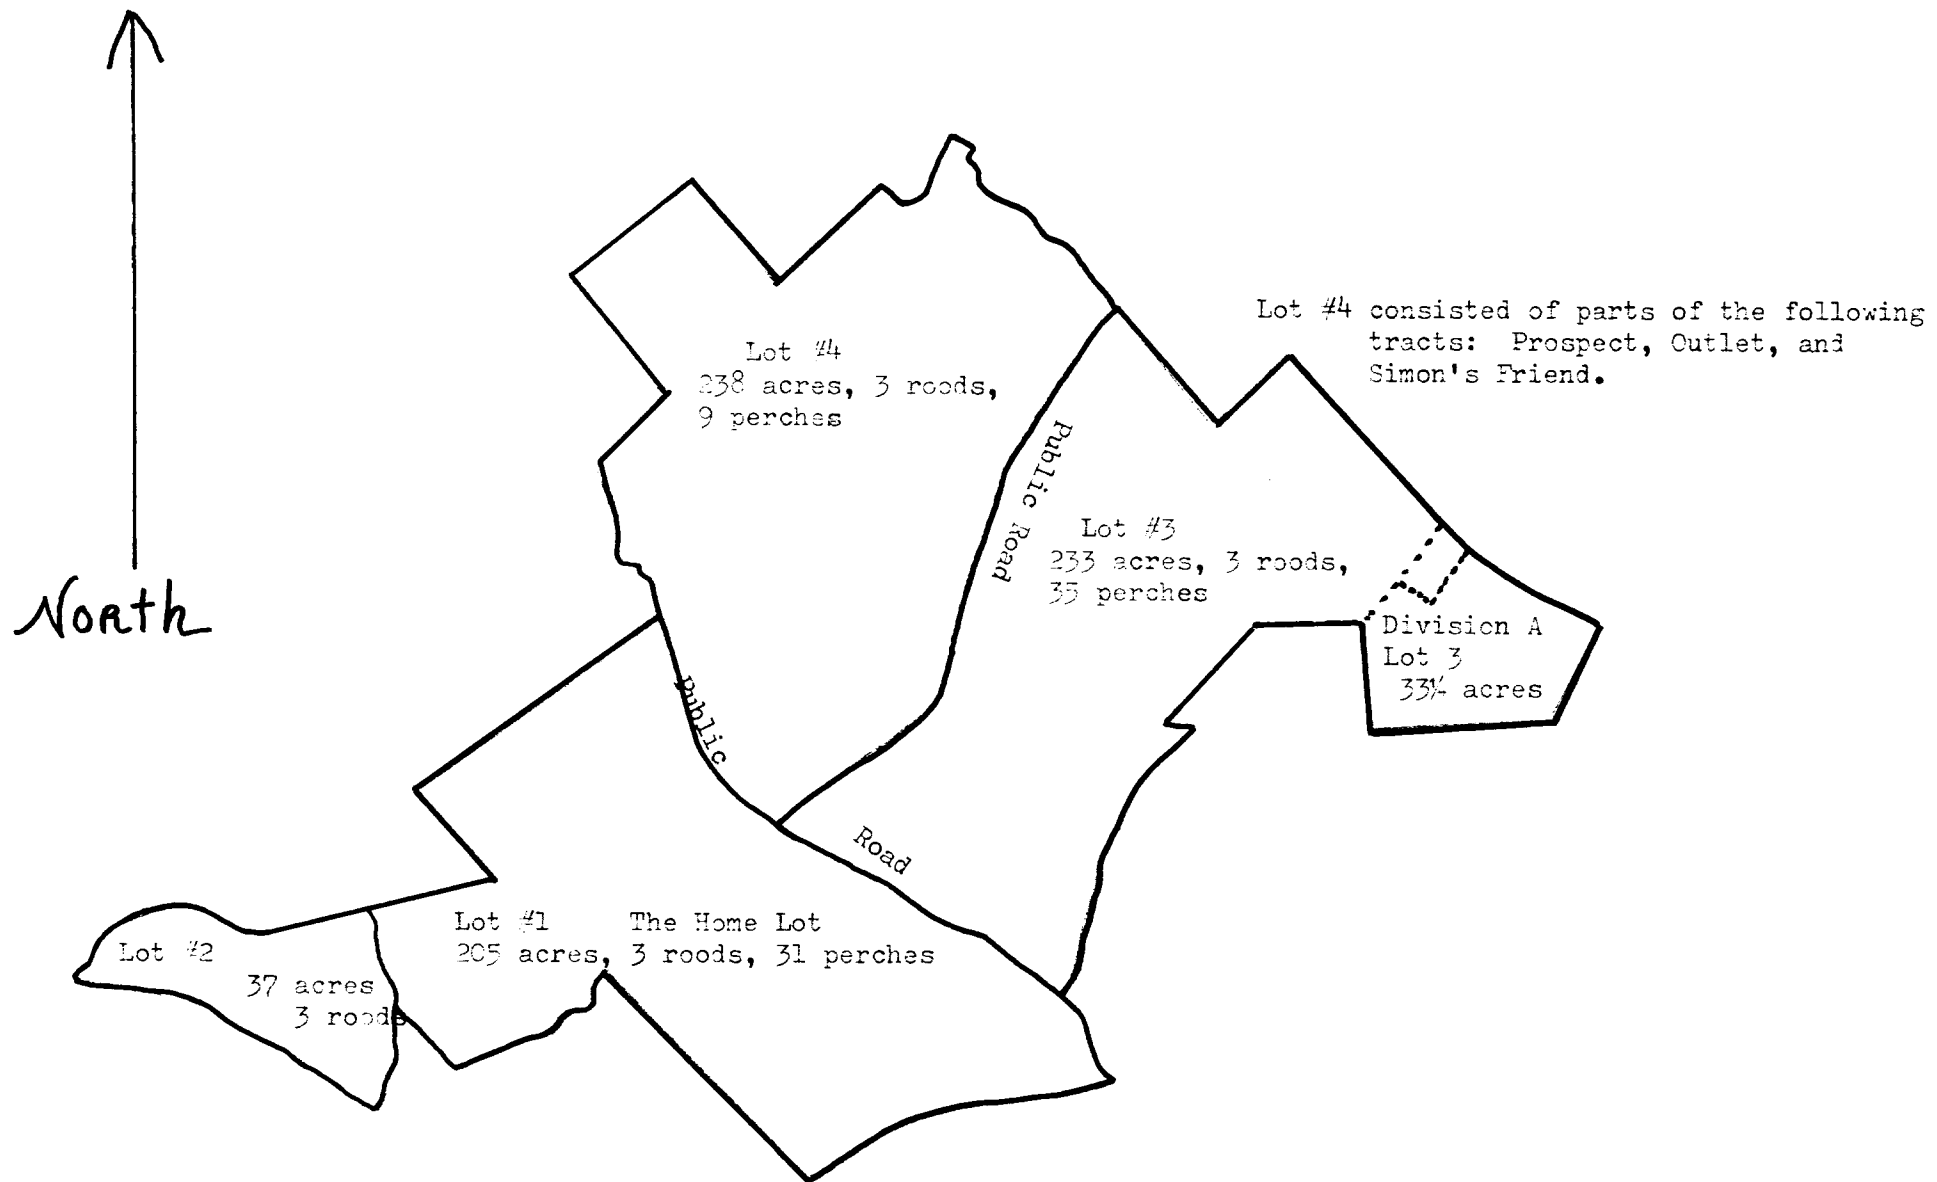 North
Lot #4 consisted of parts of the following
tracts: Prospect, Outlet, and
Simon's Friend.
Lot #4
238 acres, 3 roods,
9 perches
Public Road
Lot #3
233 acres, 3 roods,
35 perches
Division A
Lot 3
33¼ acres
Public
Road
Lot #1 The Home Lot
205 acres, 3 roods, 31 perches
Lot #2
37 acres
3 roods